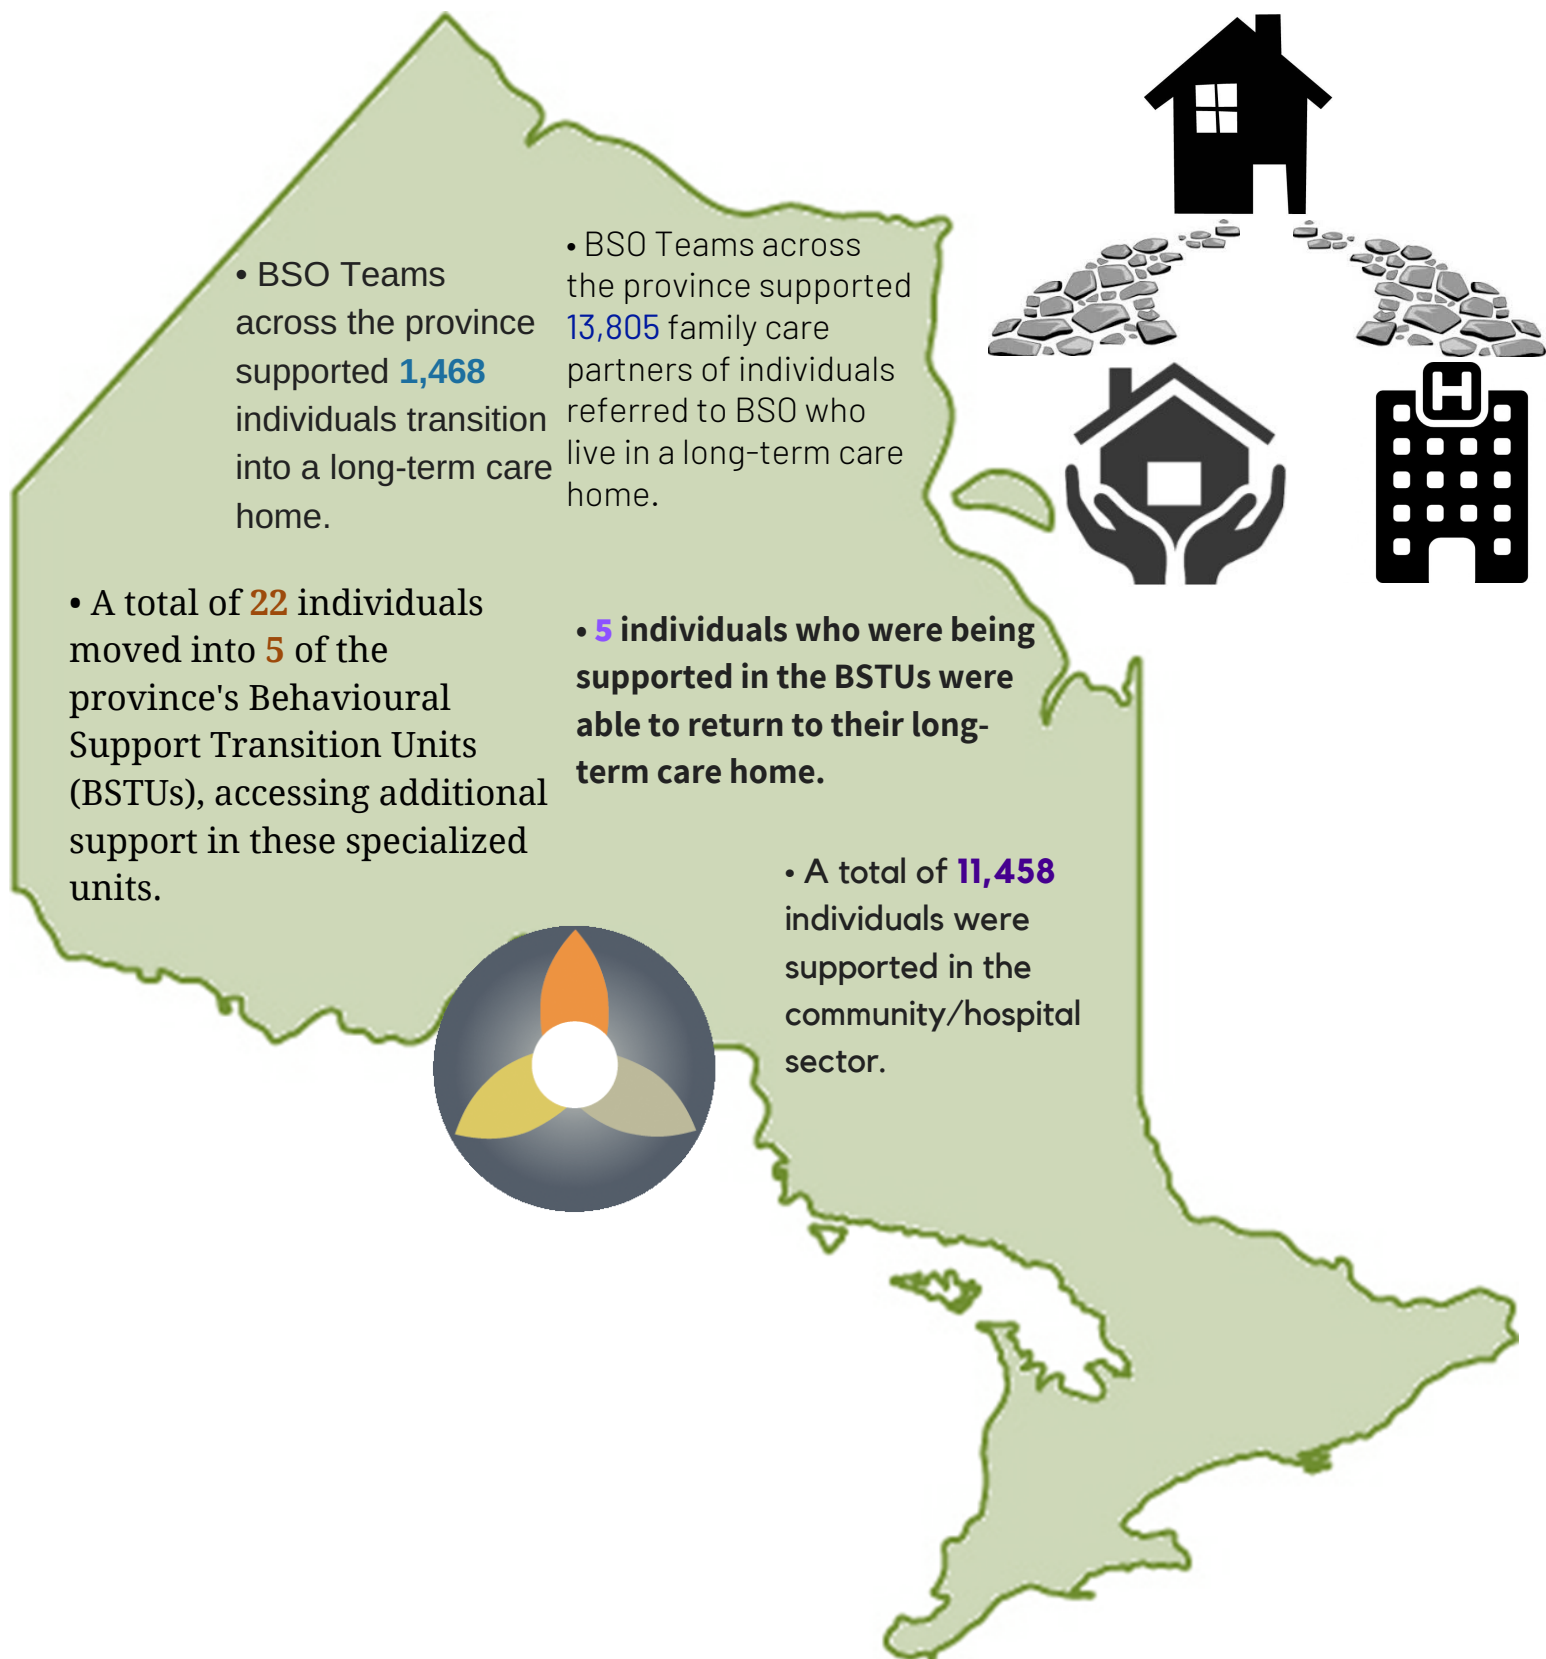 • BSO Teams
across the province
supported 1,468
individuals transition
into a long-term care
home.
• BSO Teams across
the province supported
13,805 family care
partners of individuals
referred to BSO who
live in a long-term care
home.
H
• A total of 22 individuals
moved into 5 of the
province's Behavioural
Support Transition Units
(BSTUs), accessing additional
support in these specialized
units.
• 5 individuals who were being
supported in the BSTUs were
able to return to their long-
term care home.
• A total of 11,458
individuals were
supported in the
community/hospital
sector.